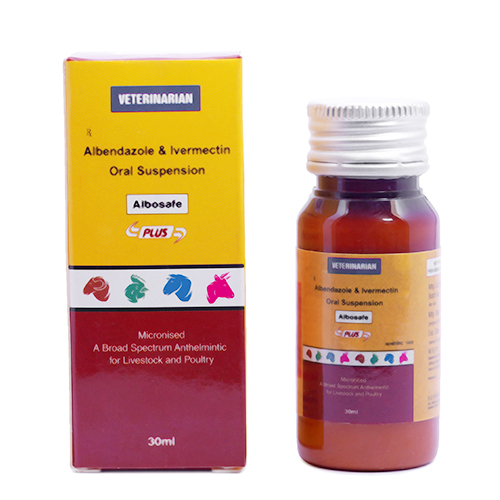 VETERINARIAN
℞
Albendazole & Ivermectin
Oral Suspension
Albosafe
PLUS
Micronised
A Broad Spectrum Anthelmintic
for Livestock and Poultry
30ml
VETERINARIAN
Albendazole & Ivermectin
Oral Suspension
Albosafe
PLUS
Micronised
A Broad Spectrum Anthelmintic
for Livestock and Poultry
30ml